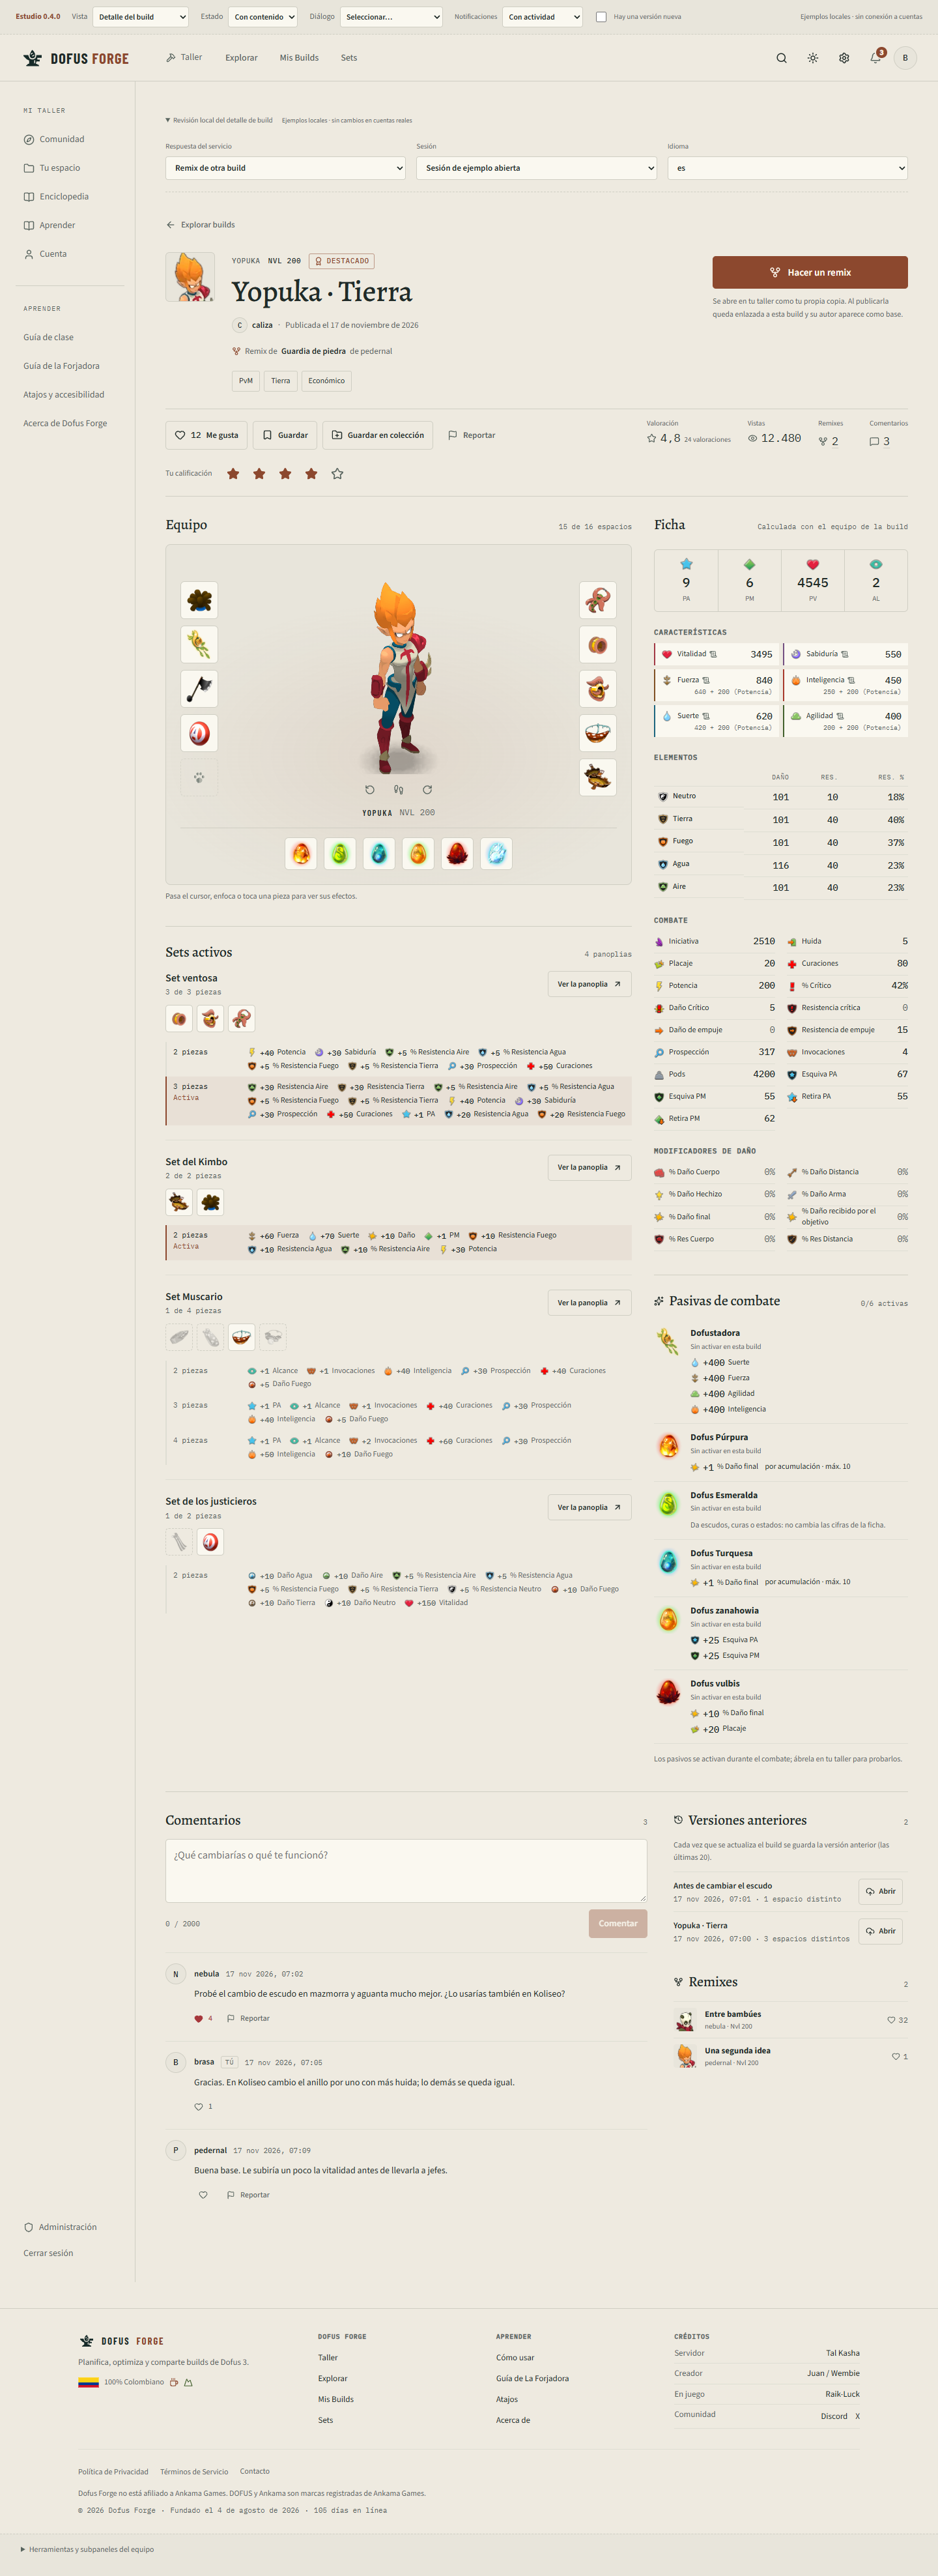 Estudio 0.4.0 Vista Detalle del build Estado Con contenido Diálogo Seleccionar... Notificaciones Con actividad Hay una versión nueva Ejemplos locales · sin conexión a cuentas
DOFUS FORGE Taller Explorar Mis Builds Sets 3 B
MI TALLER
Comunidad
Tu espacio
Enciclopedia
Aprender
Cuenta
APRENDER
Guía de clase
Guía de la Forjadora
Atajos y accesibilidad
Acerca de Dofus Forge
Administración
Cerrar sesión
Revisión local del detalle de build Ejemplos locales · sin cambios en cuentas reales
Respuesta del servicio Sesión Idioma
Remix de otra build Sesión de ejemplo abierta es
Explorar builds
YOPUKA NVL 200 DESTACADO
Yopuka · Tierra
C caliza · Publicada el 17 de noviembre de 2026
Remix de Guardia de piedra de pedernal
PvM Tierra Económico
Hacer un remix
Se abre en tu taller como tu propia copia. Al publicarla
queda enlazada a esta build y su autor aparece como base.
12 Me gusta Guardar Guardar en colección Reportar
Valoración Vistas Remixes Comentarios
4,8 24 valoraciones 12.480 2 3
Tu calificación
Equipo 15 de 16 espacios
YOPUKA NVL 200
Pasa el cursor, enfoca o toca una pieza para ver sus efectos.
Sets activos 4 panoplias
Set ventosa Ver la panoplia
3 de 3 piezas
2 piezas +40 Potencia +30 Sabiduría +5 % Resistencia Aire +5 % Resistencia Agua
+5 % Resistencia Fuego +5 % Resistencia Tierra +30 Prospección +50 Curaciones
3 piezas +30 Resistencia Aire +30 Resistencia Tierra +5 % Resistencia Aire +5 % Resistencia Agua
Activa +5 % Resistencia Fuego +5 % Resistencia Tierra +40 Potencia +30 Sabiduría
+30 Prospección +50 Curaciones +1 PA +20 Resistencia Agua +20 Resistencia Fuego
Set del Kimbo Ver la panoplia
2 de 2 piezas
2 piezas +60 Fuerza +70 Suerte +10 Daño +1 PM +10 Resistencia Fuego
Activa +10 Resistencia Agua +10 % Resistencia Aire +30 Potencia
Set Muscario Ver la panoplia
1 de 4 piezas
2 piezas +1 Alcance +1 Invocaciones +40 Inteligencia +30 Prospección +40 Curaciones
+5 Daño Fuego
3 piezas +1 PA +1 Alcance +1 Invocaciones +40 Curaciones +30 Prospección
+40 Inteligencia +5 Daño Fuego
4 piezas +1 PA +1 Alcance +2 Invocaciones +60 Curaciones +30 Prospección
+50 Inteligencia +10 Daño Fuego
Set de los justicieros Ver la panoplia
1 de 2 piezas
2 piezas +10 Daño Agua +10 Daño Aire +5 % Resistencia Aire +5 % Resistencia Agua
+5 % Resistencia Fuego +5 % Resistencia Tierra +5 % Resistencia Neutro +10 Daño Fuego
+10 Daño Tierra +10 Daño Neutro +150 Vitalidad
Ficha Calculada con el equipo de la build
9 6 4545 2
PA PM PV AL
CARACTERÍSTICAS
Vitalidad 3495 Sabiduría 550
Fuerza 840 Inteligencia 450
640 + 200 (Potencia) 250 + 200 (Potencia)
Suerte 620 Agilidad 400
420 + 200 (Potencia) 200 + 200 (Potencia)
ELEMENTOS
DAÑO RES. RES. %
Neutro 101 10 18%
Tierra 101 40 40%
Fuego 101 40 37%
Agua 116 40 23%
Aire 101 40 23%
COMBATE
Iniciativa 2510 Huida 5
Placaje 20 Curaciones 80
Potencia 200 % Crítico 42%
Daño Crítico 5 Resistencia crítica 0
Daño de empuje 0 Resistencia de empuje 15
Prospección 317 Invocaciones 4
Pods 4200 Esquiva PA 67
Esquiva PM 55 Retira PA 55
Retira PM 62
MODIFICADORES DE DAÑO
% Daño Cuerpo 0% % Daño Distancia 0%
% Daño Hechizo 0% % Daño Arma 0%
% Daño final 0% % Daño recibido por el objetivo 0%
% Res Cuerpo 0% % Res Distancia 0%
Pasivas de combate 0/6 activas
Dofustadora
Sin activar en esta build
+400 Suerte
+400 Fuerza
+400 Agilidad
+400 Inteligencia
Dofus Púrpura
Sin activar en esta build
+1 % Daño final por acumulación · máx. 10
Dofus Esmeralda
Sin activar en esta build
Da escudos, curas o estados: no cambia las cifras de la ficha.
Dofus Turquesa
Sin activar en esta build
+1 % Daño final por acumulación · máx. 10
Dofus zanahowia
Sin activar en esta build
+25 Esquiva PA
+25 Esquiva PM
Dofus vulbis
Sin activar en esta build
+10 % Daño final
+20 Placaje
Los pasivos se activan durante el combate; ábrela en tu taller para probarlos.
Comentarios 3
¿Qué cambiarías o qué te funcionó?
0 / 2000 Comentar
N nebula 17 nov 2026, 07:02
Probé el cambio de escudo en mazmorra y aguanta mucho mejor. ¿Lo usarías también en Koliseo?
4 Reportar
B brasa TÚ 17 nov 2026, 07:05
Gracias. En Koliseo cambio el anillo por uno con más huida; lo demás se queda igual.
1
P pedernal 17 nov 2026, 07:09
Buena base. Le subiría un poco la vitalidad antes de llevarla a jefes.
Reportar
Versiones anteriores 2
Cada vez que se actualiza el build se guarda la versión anterior (las
últimas 20).
Antes de cambiar el escudo Abrir
17 nov 2026, 07:01 · 1 espacio distinto
Yopuka · Tierra Abrir
17 nov 2026, 07:00 · 3 espacios distintos
Remixes 2
Entre bambúes 32
nebula · Nvl 200
Una segunda idea 1
pedernal · Nvl 200
DOFUS FORGE
Planifica, optimiza y comparte builds de Dofus 3.
100% Colombiano
DOFUS FORGE
Taller
Explorar
Mis Builds
Sets
APRENDER
Cómo usar
Guía de La Forjadora
Atajos
Acerca de
CRÉDITOS
Servidor Tal Kasha
Creador Juan / Wembie
En juego Raik-Luck
Comunidad Discord X
Política de Privacidad Términos de Servicio Contacto
Dofus Forge no está afiliado a Ankama Games. DOFUS y Ankama son marcas registradas de Ankama Games.
© 2026 Dofus Forge · Fundado el 4 de agosto de 2026 · 105 días en línea
Herramientas y subpaneles del equipo